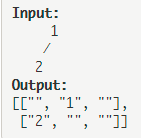 Input:
1
/
2
Output:
[["", "1", ""],
["2", "", ""]]